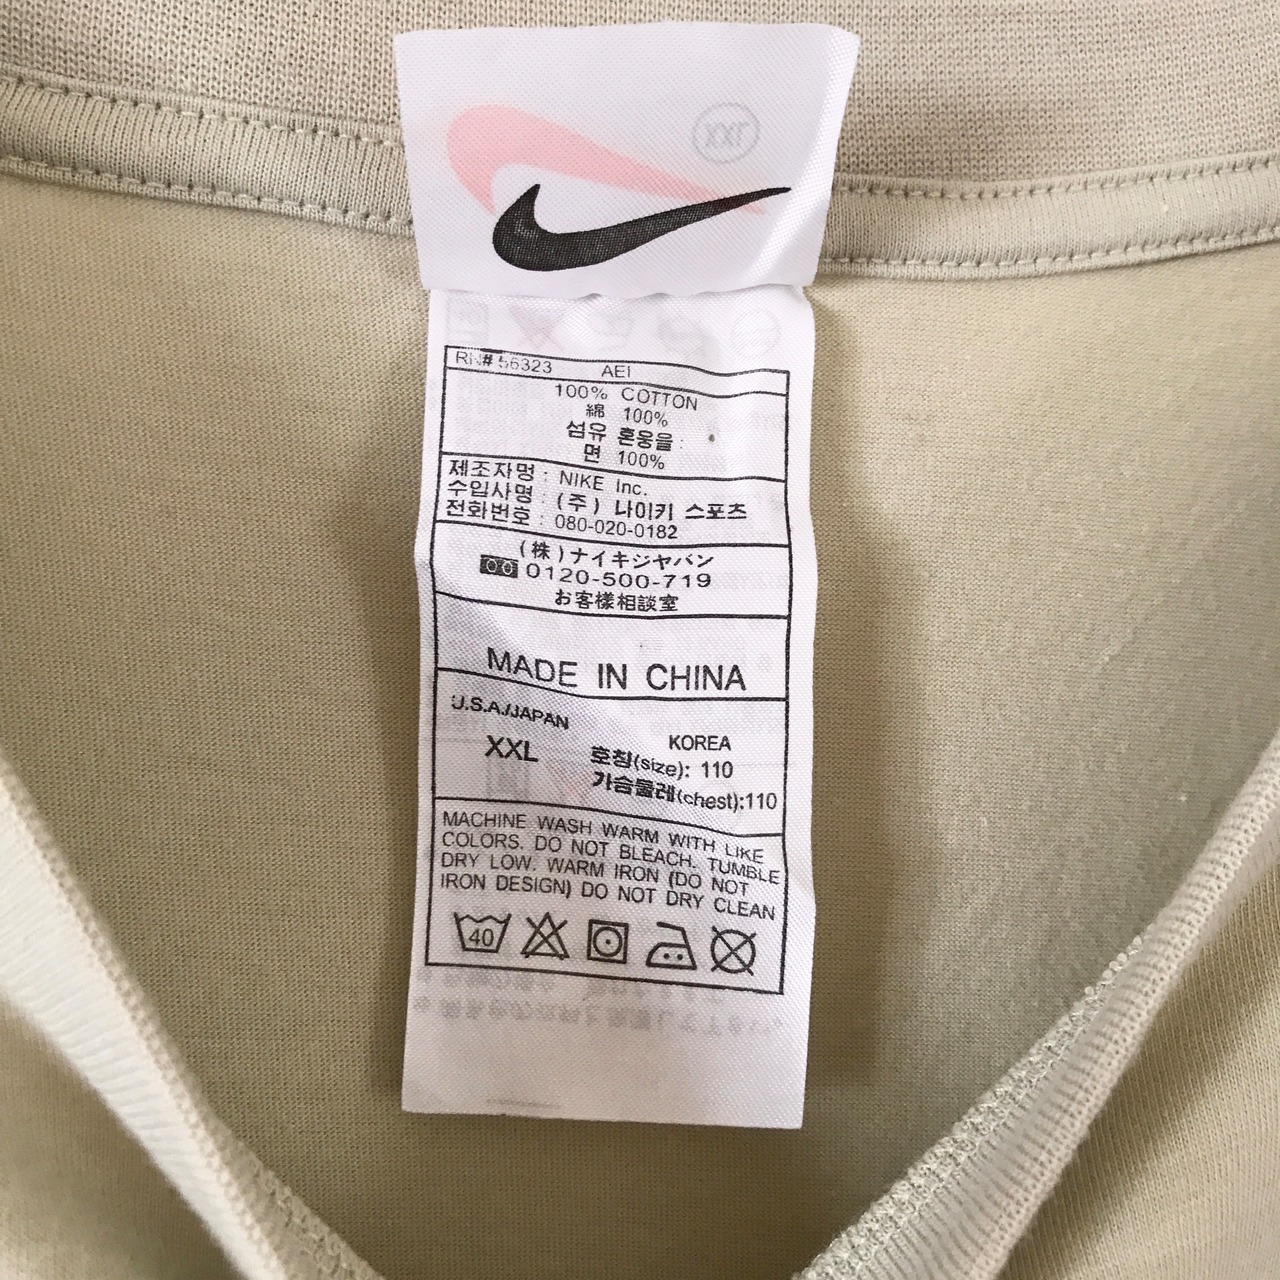 RN# 56323 AEI
100% COTTON
綿 100%
섬유 혼용율 :
면 100%
제조자명 : NIKE Inc.
수입사명 : (주) 나이키 스포츠
전화번호 : 080-020-0182
(株)ナイキジャパン
0120-500-719
お客様相談室
MADE IN CHINA
U.S.A./JAPAN
XXL
KOREA
호칭(size): 110
가슴둘레(chest):110
MACHINE WASH WARM WITH LIKE
COLORS. DO NOT BLEACH. TUMBLE
DRY LOW. WARM IRON (DO NOT
IRON DESIGN) DO NOT DRY CLEAN
40